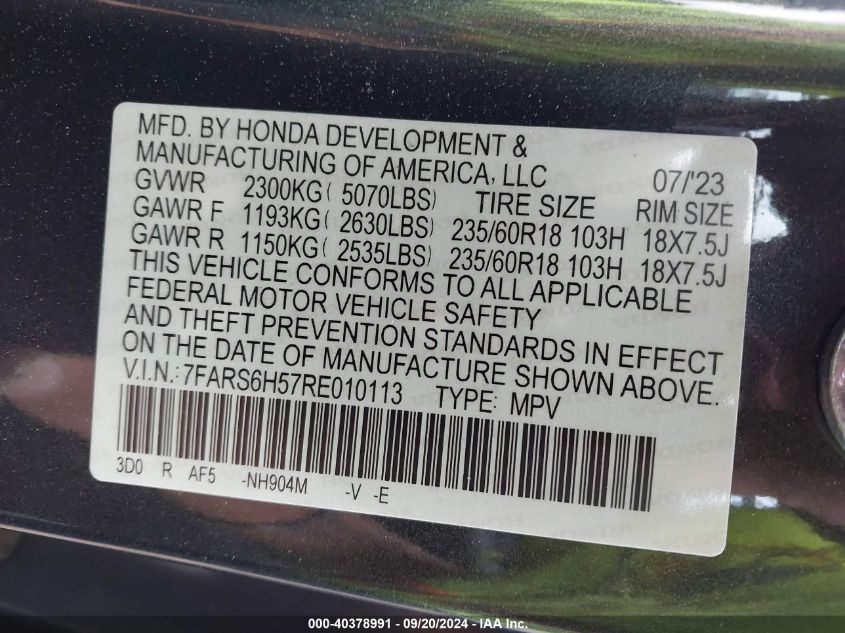 MFD. BY HONDA DEVELOPMENT &
MANUFACTURING OF AMERICA, LLC 07/'23
GVWR 2300KG( 5070LBS) TIRE SIZE RIM SIZE
GAWR F 1193KG( 2630LBS) 235/60R18 103H 18X7.5J
GAWR R 1150KG( 2535LBS) 235/60R18 103H 18X7.5J
THIS VEHICLE CONFORMS TO ALL APPLICABLE
FEDERAL MOTOR VEHICLE SAFETY
AND THEFT PREVENTION STANDARDS IN EFFECT
ON THE DATE OF MANUFACTURE SHOWN ABOVE.
V.I.N.: 7FARS6H57RE010113 TYPE: MPV
3D0 R AF5 -NH904M -V -E
000-40378991 - 09/20/2024 - IAA Inc.